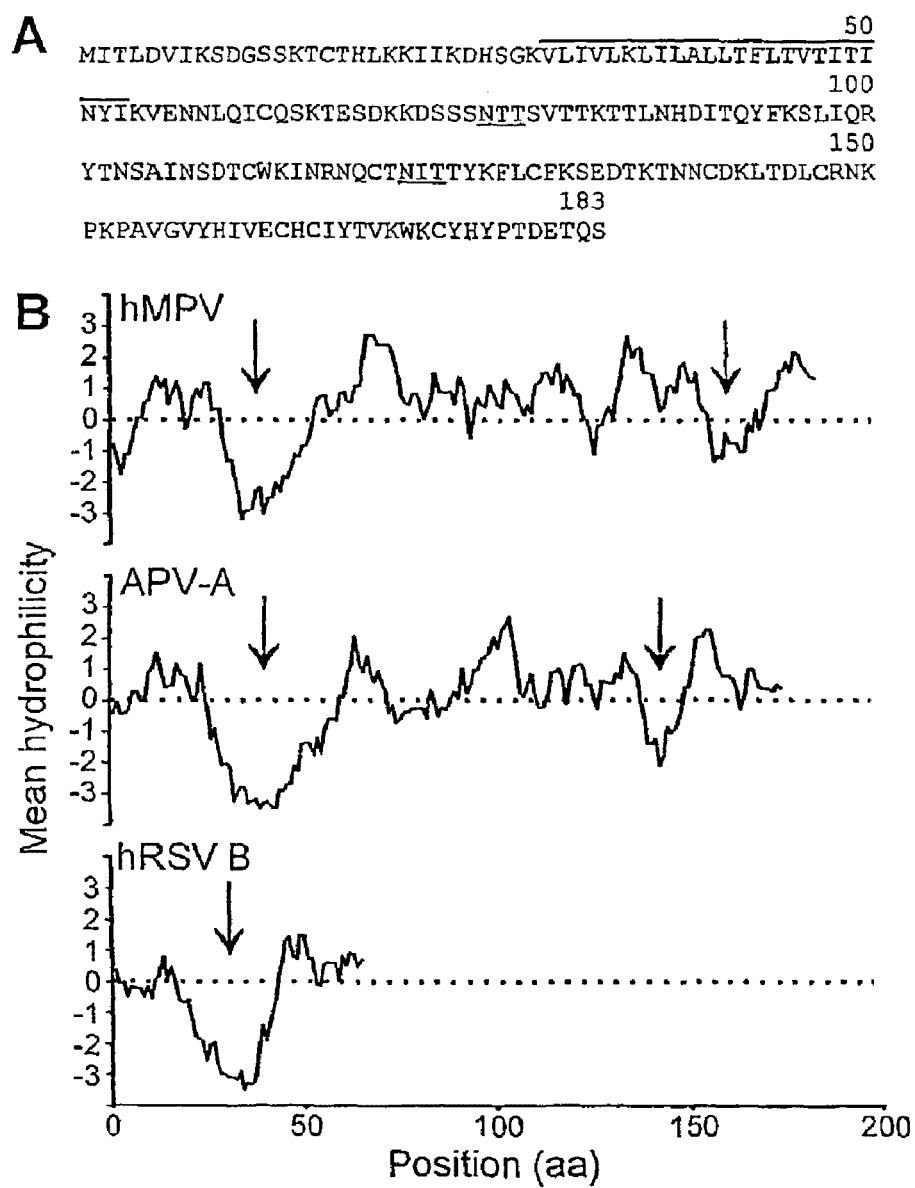 A
50
MITLDVIKSDGSSKTCTHLKKIIKDHSGKVLIVLKLILALLTFLTVTITI
100
NYIKVENNLQICQSKTESDKKDSSSNTTSVTTKTTLNHDITQYFKSLIQR
150
YTNSAINSDTCWKINRNQCTNITTYKFLCFKSEDTKTNNCDKLTDLCRNK
183
PKPAVGVYHIVECHCIYTVKWKCYHYPTDETQS
B
hMPV
3
2
1
0
-1
-2
-3
APV-A
3
2
1
0
-1
-2
-3
hRSV B
3
2
1
0
-1
-2
-3
Mean hydrophilicity
0 50 100 150 200
Position (aa)